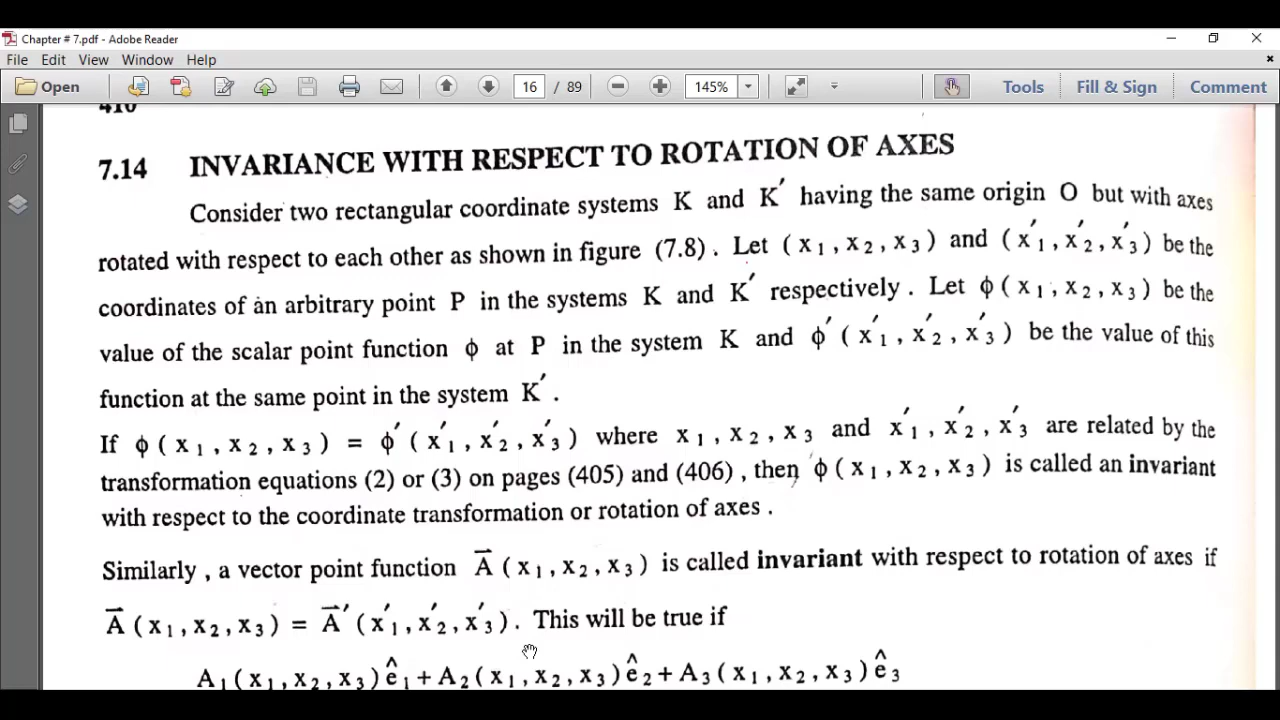 Chapter # 7.pdf - Adobe Reader
File Edit View Window Help
Open 16 / 89 145% Tools Fill & Sign Comment
410
7.14 INVARIANCE WITH RESPECT TO ROTATION OF AXES
Consider two rectangular coordinate systems K and K′ having the same origin O but with axes
rotated with respect to each other as shown in figure (7.8) . Let ( x₁ , x₂ , x₃ ) and ( x′₁ , x′₂ , x′₃ ) be the
coordinates of an arbitrary point P in the systems K and K′ respectively . Let ϕ ( x₁ , x₂ , x₃ ) be the
value of the scalar point function ϕ at P in the system K and ϕ′ ( x′₁ , x′₂ , x′₃ ) be the value of this
function at the same point in the system K′ .
If ϕ ( x₁ , x₂ , x₃ ) = ϕ′ ( x′₁ , x′₂ , x′₃ ) where x₁ , x₂ , x₃ and x′₁ , x′₂ , x′₃ are related by the
transformation equations (2) or (3) on pages (405) and (406) , then ϕ ( x₁ , x₂ , x₃ ) is called an invariant
with respect to the coordinate transformation or rotation of axes .
Similarly , a vector point function A⃗ ( x₁ , x₂ , x₃ ) is called invariant with respect to rotation of axes if
A⃗ ( x₁ , x₂ , x₃ ) = A⃗′ ( x′₁ , x′₂ , x′₃ ) . This will be true if
A₁ ( x₁ , x₂ , x₃ ) ê₁ + A₂ ( x₁ , x₂ , x₃ ) ê₂ + A₃ ( x₁ , x₂ , x₃ ) ê₃